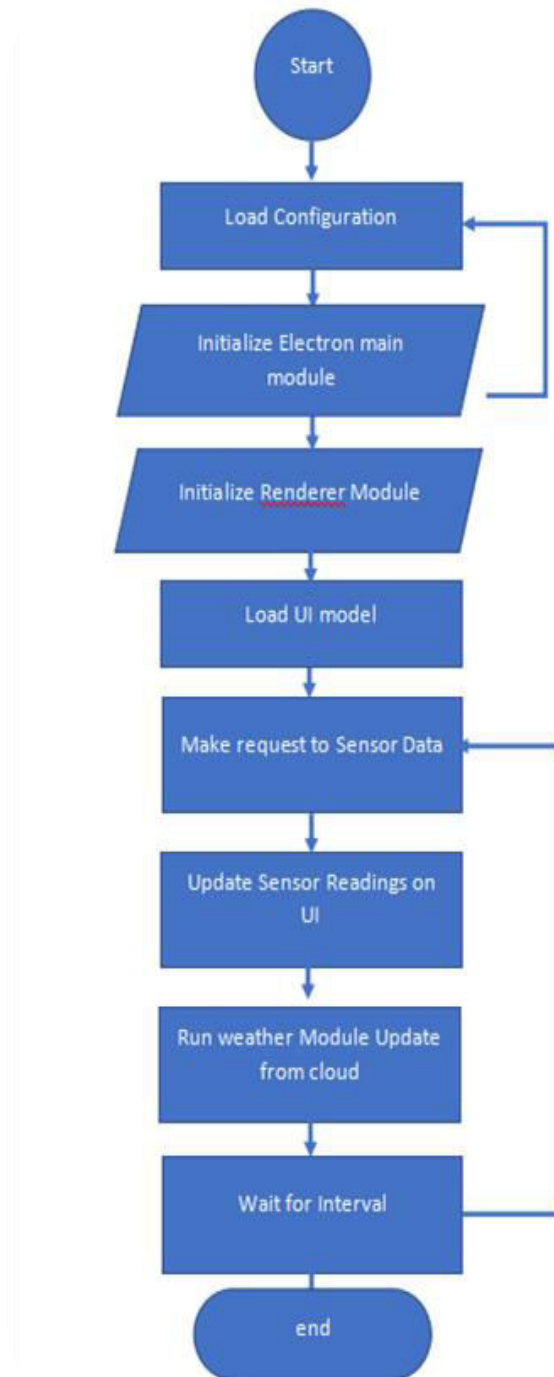 Start
Load Configuration
Initialize Electron main
module
Initialize Renderer Module
Load UI model
Make request to Sensor Data
Update Sensor Readings on
UI
Run weather Module Update
from cloud
Wait for Interval
end